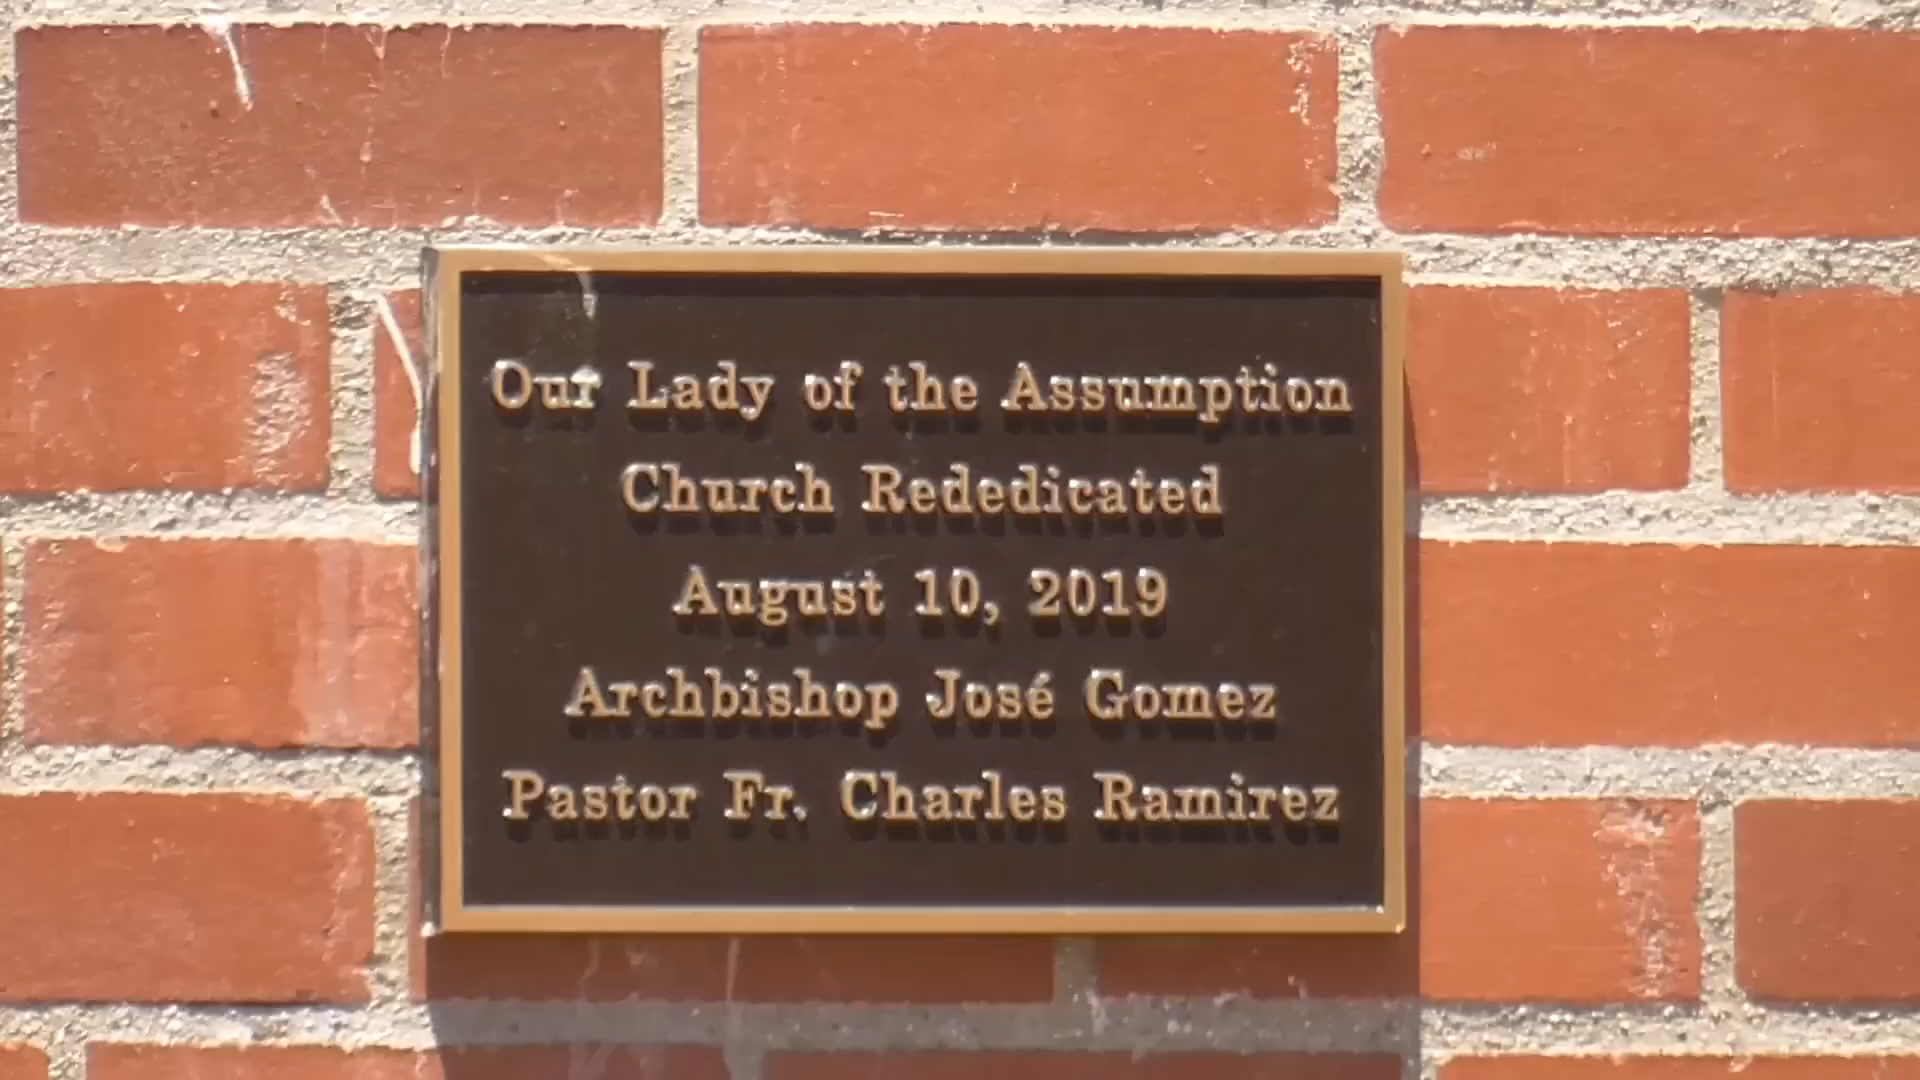 Our Lady of the Assumption
Church Rededicated
August 10, 2019
Archbishop José Gomez
Pastor Fr. Charles Ramirez